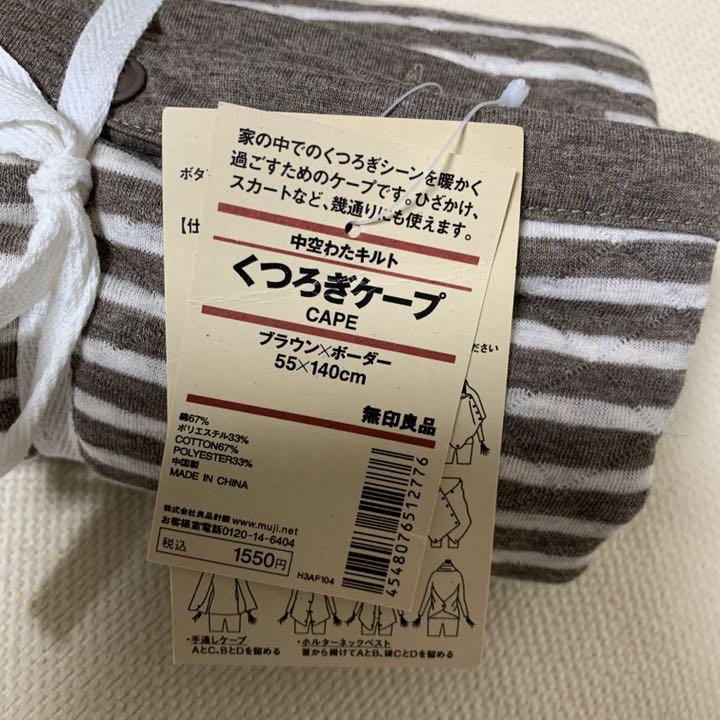 家の中でのくつろぎシーンを暖かく
過ごすためのケープです。ひざかけ、
スカートなど、幾通りにも使えます。
中空わたキルト
くつろぎケープ
CAPE
ブラウン×ボーダー
55×140cm
無印良品
綿67%
ポリエステル33%
COTTON67%
POLYESTER33%
中国製
MADE IN CHINA
株式会社良品計画 www.muji.net
お客様室電話0120-14-6404
税込 1550円
H3AF104
4548076512776
ボタ
【仕
ださい
・手通しケープ
AとC、BとDを留める
・ホルターネックベスト
首から掛けてAとB、後CとDを留める